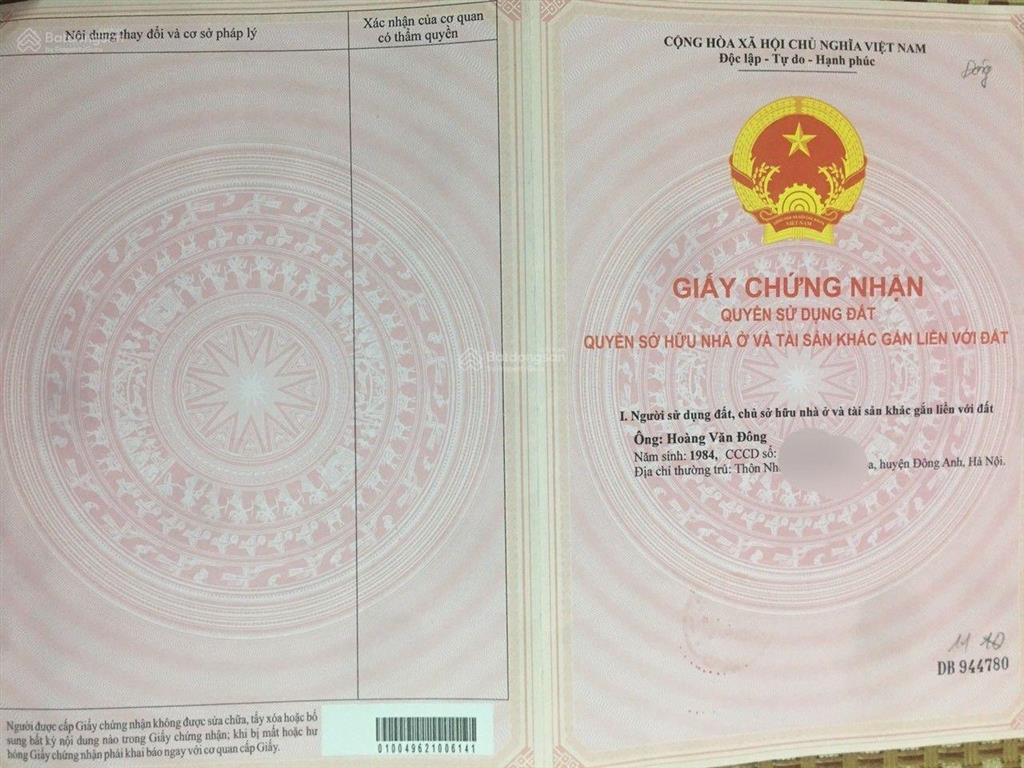 Nội dung thay đổi và cơ sở pháp lý
Xác nhận của cơ quan
có thẩm quyền
Người được cấp Giấy chứng nhận không được sửa chữa, tẩy xóa hoặc bổ
sung bất kỳ nội dung nào trong Giấy chứng nhận; khi bị mất hoặc hư
hỏng Giấy chứng nhận phải khai báo ngay với cơ quan cấp Giấy.
010049621006141
CỘNG HÒA XÃ HỘI CHỦ NGHĨA VIỆT NAM
Độc lập - Tự do - Hạnh phúc
Đông
VIỆT NAM
GIẤY CHỨNG NHẬN
QUYỀN SỬ DỤNG ĐẤT
QUYỀN SỞ HỮU NHÀ Ở VÀ TÀI SẢN KHÁC GẮN LIỀN VỚI ĐẤT
I. Người sử dụng đất, chủ sở hữu nhà ở và tài sản khác gắn liền với đất
Ông: Hoàng Văn Đông
Năm sinh: 1984, CCCD số:
Địa chỉ thường trú: Thôn Nh a, huyện Đông Anh, Hà Nội.
DB 944780
Batdongsan
Batdongsan